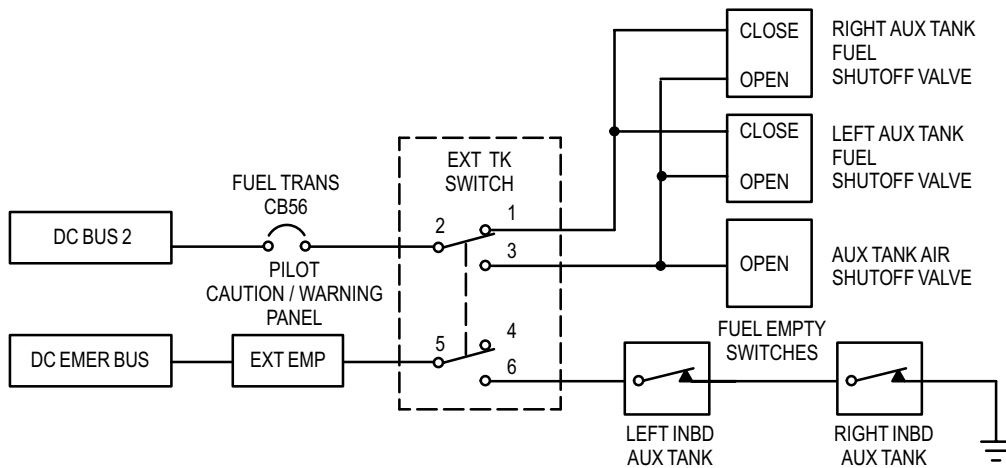 CLOSE
OPEN
RIGHT AUX TANK
FUEL
SHUTOFF VALVE
CLOSE
OPEN
LEFT AUX TANK
FUEL
SHUTOFF VALVE
EXT TK
SWITCH
FUEL TRANS
CB56
DC BUS 2
2
1
3
OPEN
AUX TANK AIR
SHUTOFF VALVE
PILOT
CAUTION / WARNING
PANEL
DC EMER BUS
EXT EMP
5
4
6
FUEL EMPTY
SWITCHES
LEFT INBD
AUX TANK
RIGHT INBD
AUX TANK